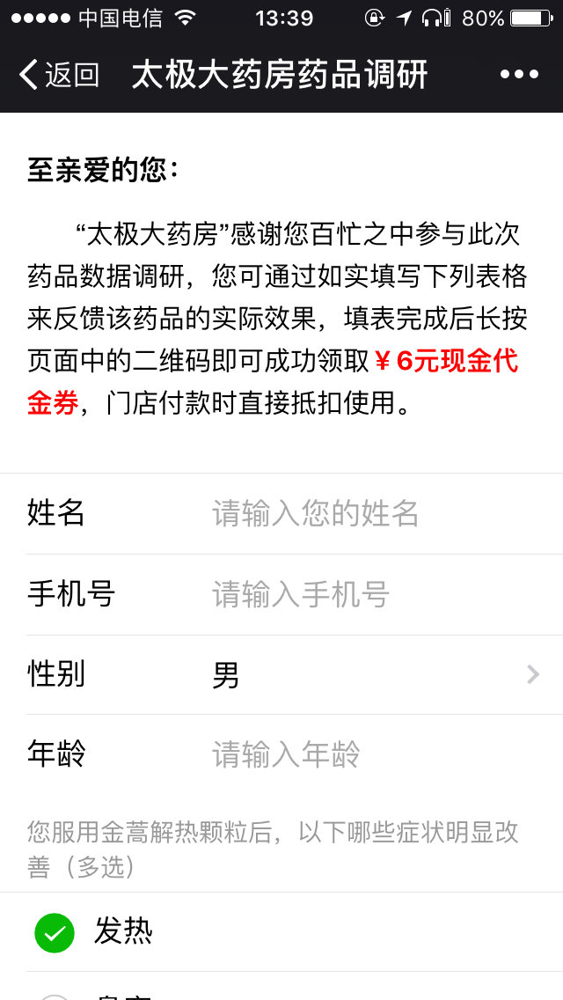 中国电信 13:39 80%
返回 太极大药房药品调研
至亲爱的您：
“太极大药房”感谢您百忙之中参与此次
药品数据调研，您可通过如实填写下列表格
来反馈该药品的实际效果，填表完成后长按
页面中的二维码即可成功领取￥6元现金代
金券，门店付款时直接抵扣使用。
姓名 请输入您的姓名
手机号 请输入手机号
性别 男
年龄 请输入年龄
您服用金蒿解热颗粒后，以下哪些症状明显改
善（多选）
发热